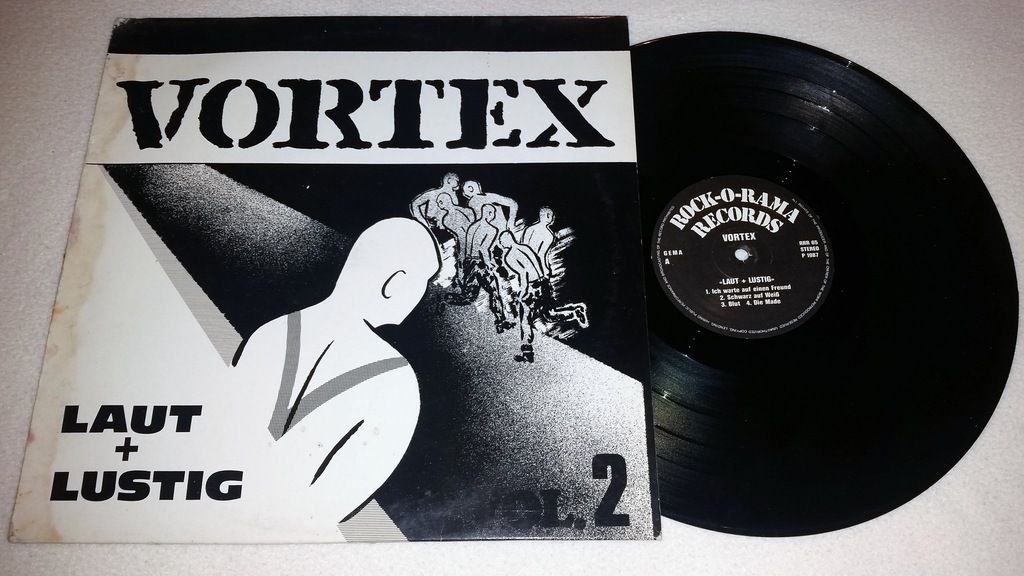 VORTEX
LAUT
+
LUSTIG
VOL. 2
ROCK-O-RAMA
RECORDS
VORTEX
GEMA
A
RRR 65
STEREO
P 1987
-LAUT + LUSTIG-
1. Ich warte auf einen Freund
2. Schwarz auf Weiß
3. Blut 4. Die Made